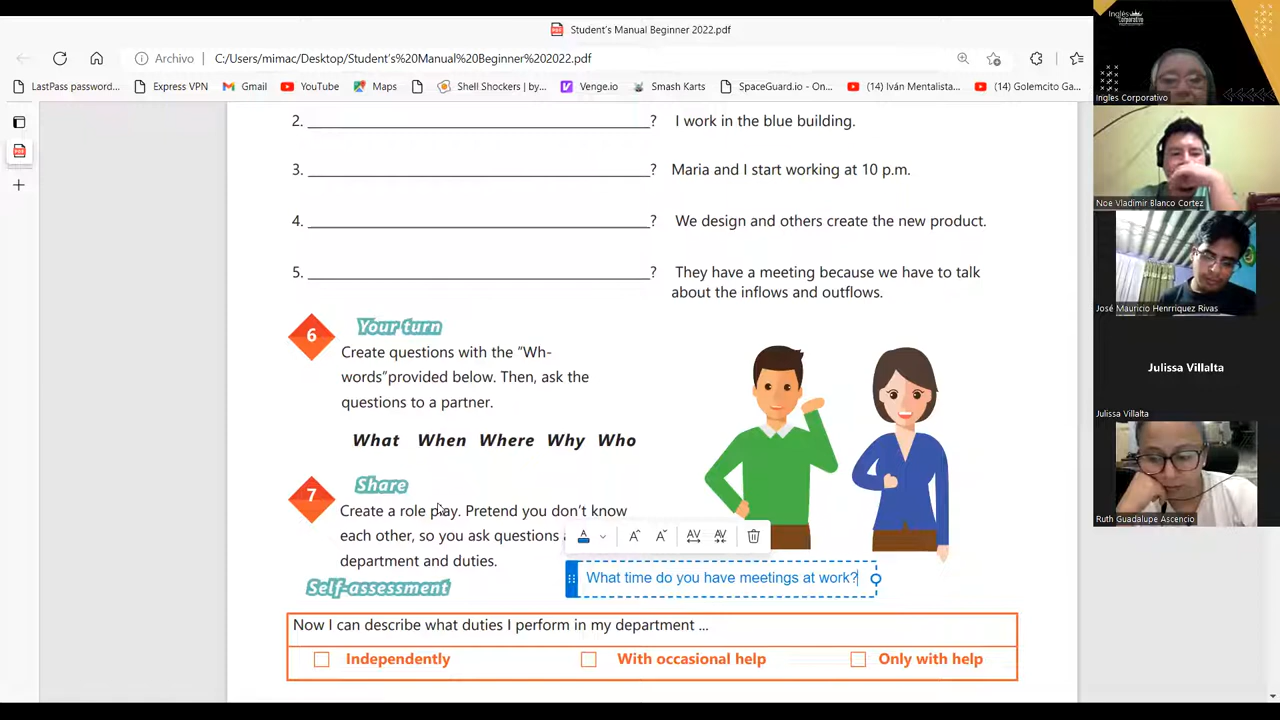 Student's Manual Beginner 2022.pdf
Archivo
C:/Users/mimac/Desktop/Student's%20Manual%20Beginner%202022.pdf
LastPass password...
Express VPN
Gmail
YouTube
Maps
Shell Shockers | by...
Venge.io
Smash Karts
SpaceGuard.io - On...
(14) Iván Mentalista...
(14) Golemcito Ga...
2. ? I work in the blue building.
3. ? Maria and I start working at 10 p.m.
4. ? We design and others create the new product.
5. ? They have a meeting because we have to talk
about the inflows and outflows.
6 Your turn
Create questions with the "Wh-
words"provided below. Then, ask the
questions to a partner.
What When Where Why Who
7 Share
Create a role play. Pretend you don't know
each other, so you ask questions
department and duties.
What time do you have meetings at work?
Self-assessment
Now I can describe what duties I perform in my department ...
Independently
With occasional help
Only with help
Inglés
Corporativo
Ingles Corporativo
Noe Vladimir Blanco Cortez
José Mauricio Henrriquez Rivas
Julissa Villalta
Julissa Villalta
Ruth Guadalupe Ascencio